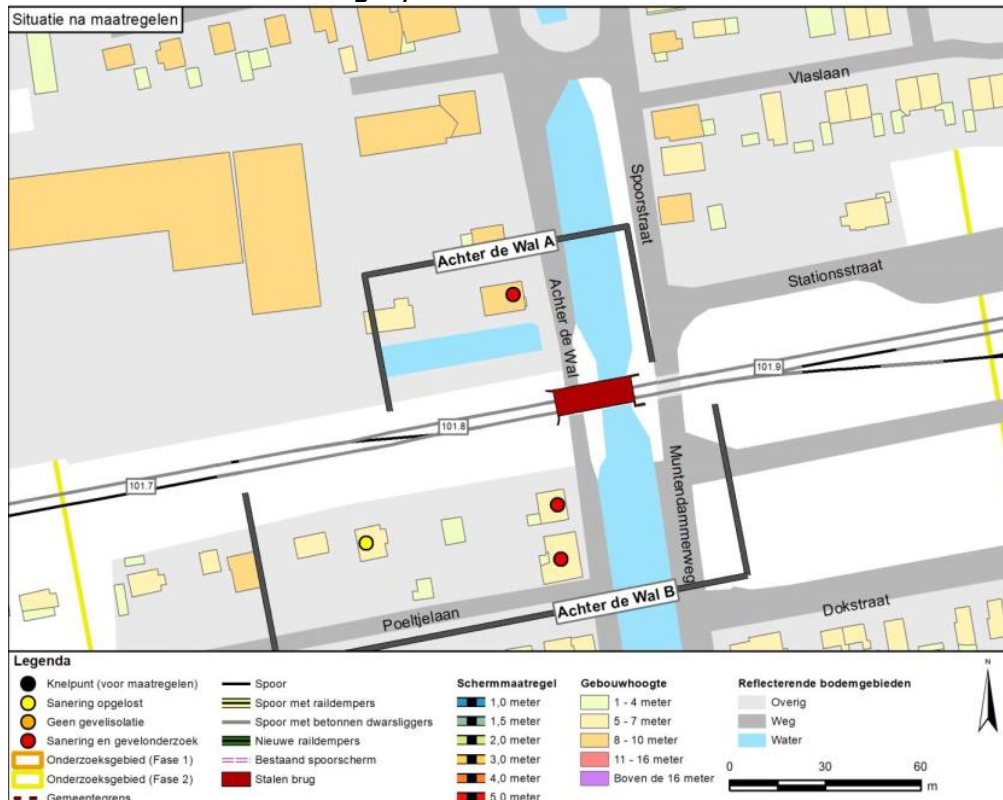 Situatie na maatregelen
Vlaslaan
Spoorstraat
Achter de Wal A
Stationsstraat
Achter de Wal
101.9
101.8
101.7
Muntendammerweg
Achter de Wal B
Poeltjelaan
Dokstraat
Legenda
Knelpunt (voor maatregelen)
Sanering opgelost
Geen gevelisolatie
Sanering en gevelonderzoek
Onderzoeksgebied (Fase 1)
Onderzoeksgebied (Fase 2)
Gemeentegrens
Spoor
Spoor met raildempers
Spoor met betonnen dwarsliggers
Nieuwe raildempers
Bestaand spoorscherm
Stalen brug
Schermmaatregel
1,0 meter
1,5 meter
2,0 meter
3,0 meter
4,0 meter
5,0 meter
Gebouwhoogte
1 - 4 meter
5 - 7 meter
8 - 10 meter
11 - 16 meter
Boven de 16 meter
Reflecterende bodemgebieden
Overig
Weg
Water
N
0 30 60
m